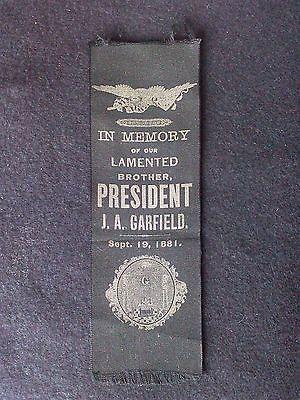 IN MEMORY
OF OUR
LAMENTED
BROTHER,
PRESIDENT
J. A. GARFIELD.
Sept. 19, 1881.
G